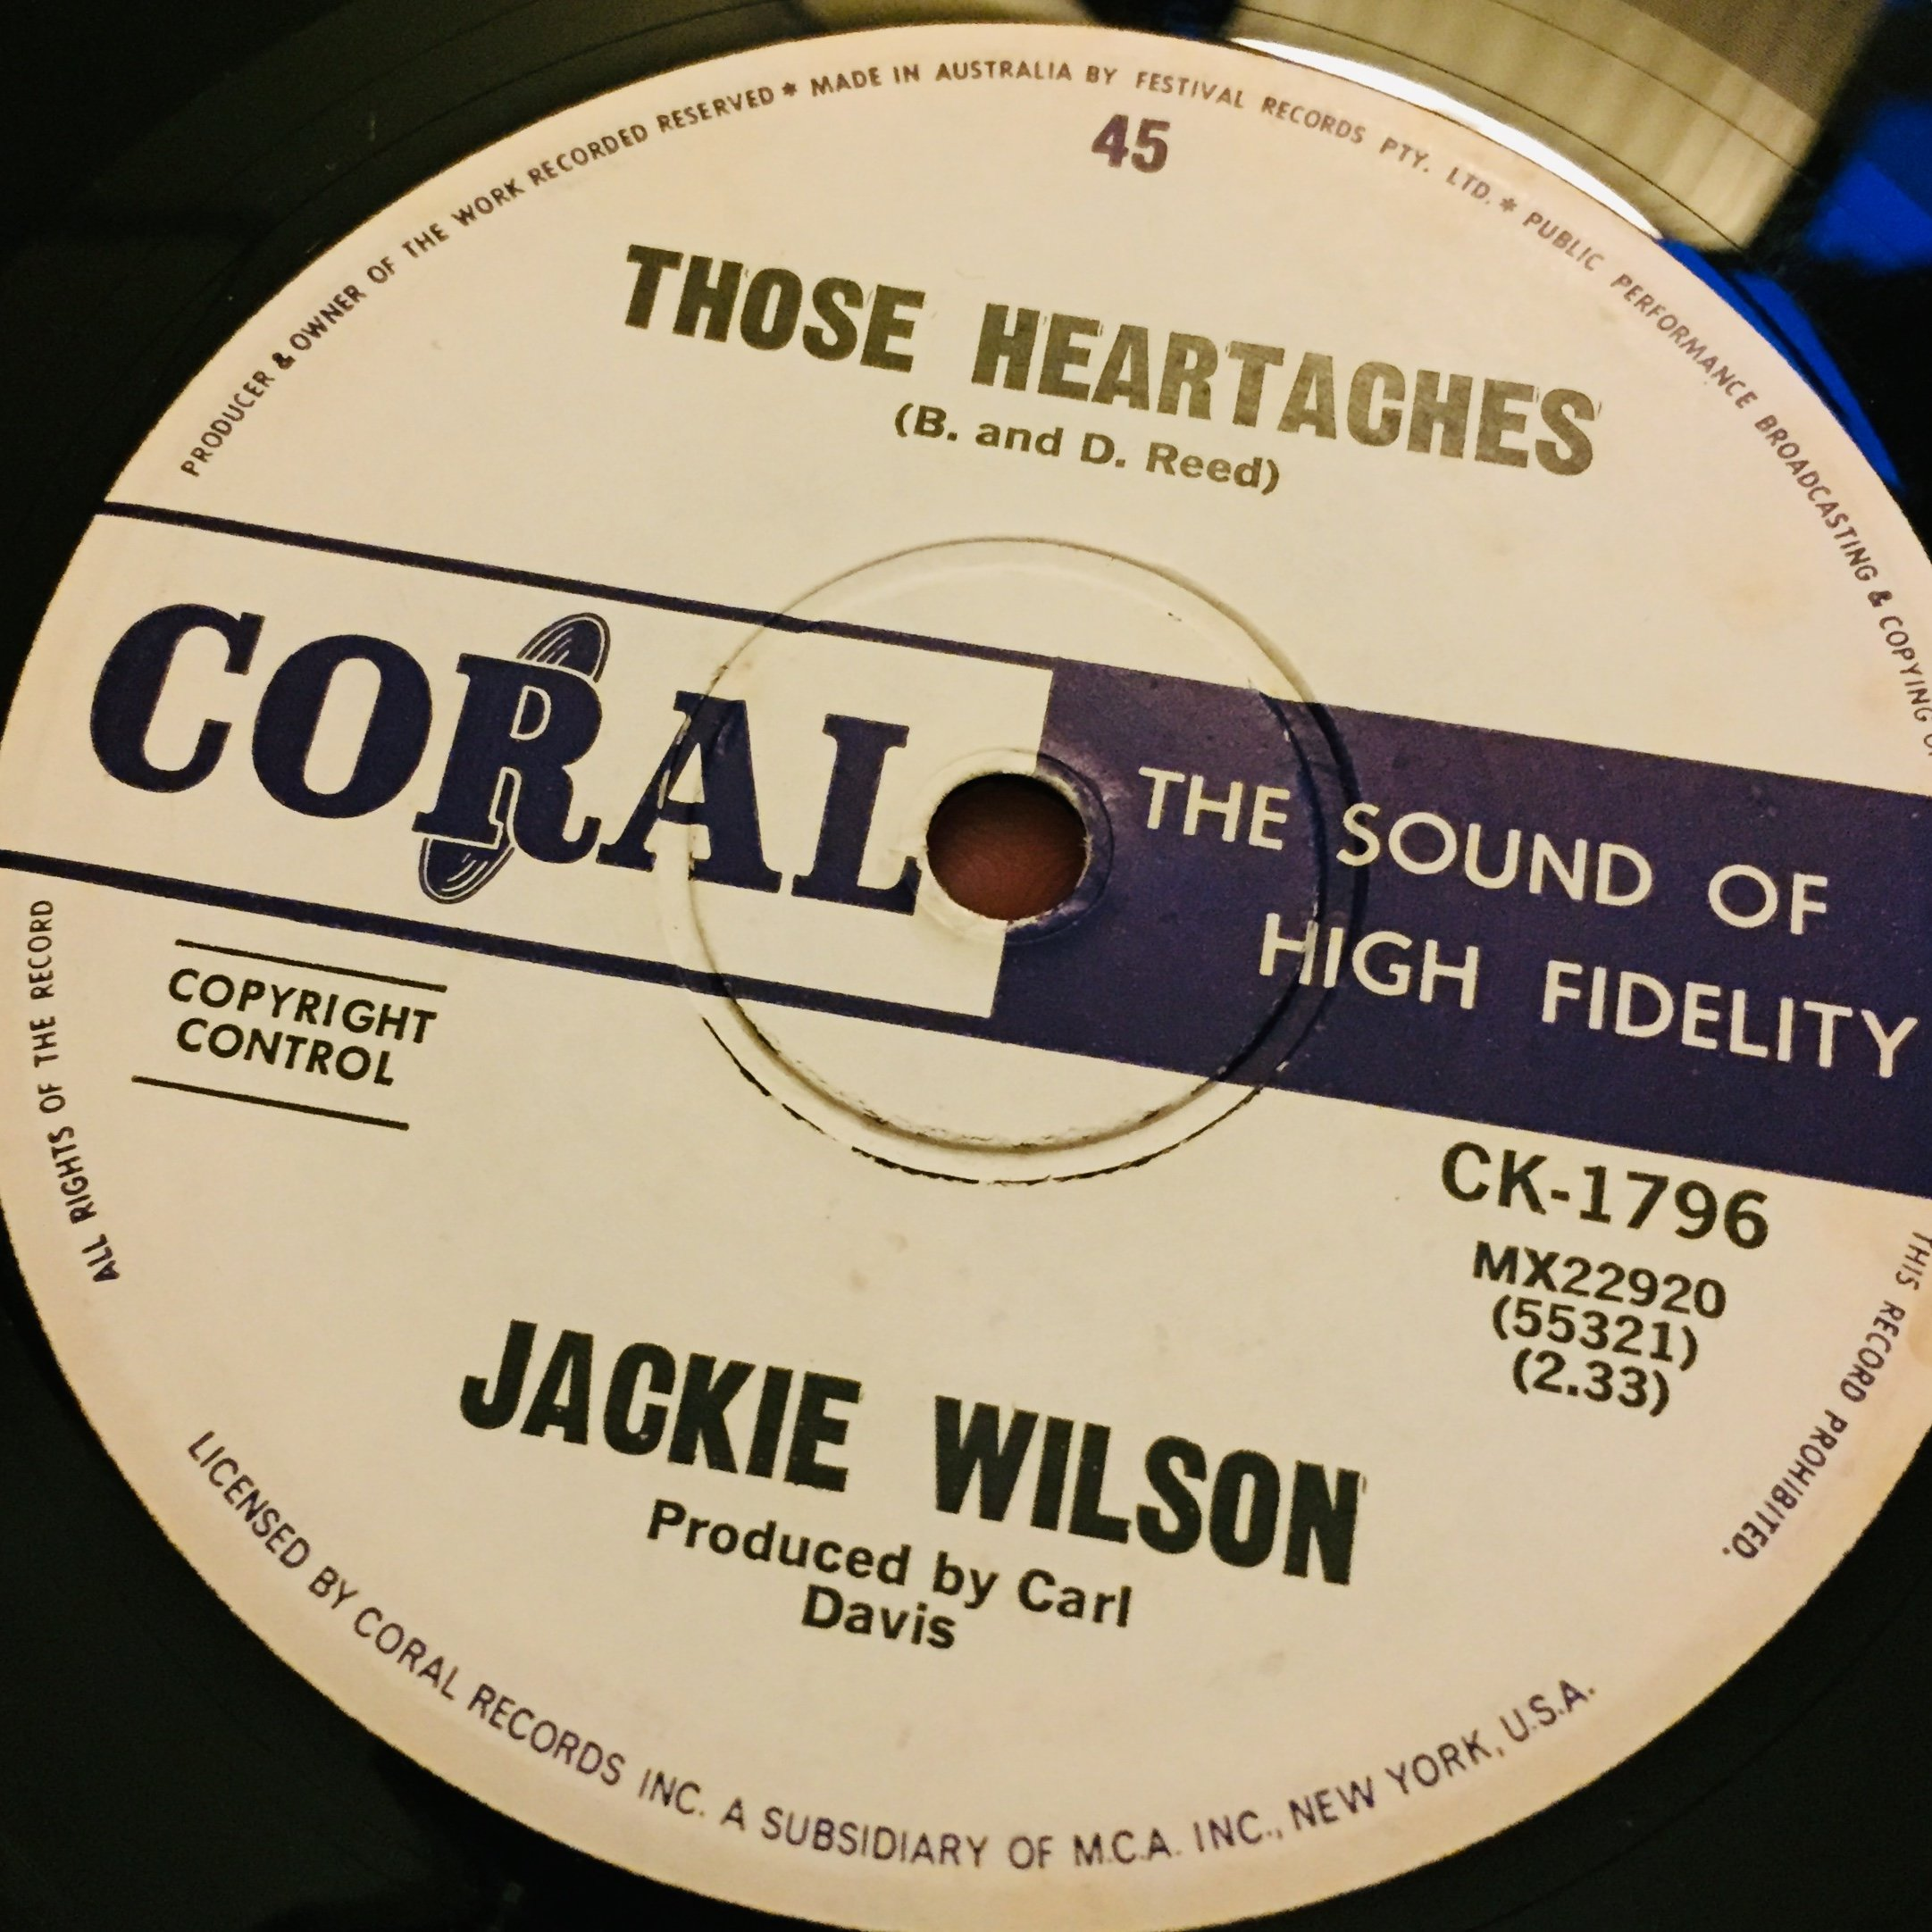 PRODUCER & OWNER OF THE WORK RECORDED RESERVED * MADE IN AUSTRALIA BY FESTIVAL RECORDS PTY. LTD. * PUBLIC PERFORMANCE BROADCASTING & COPYING
45
THOSE HEARTACHES
(B. and D. Reed)
CORAL
THE SOUND OF
HIGH FIDELITY
ALL RIGHTS OF THE RECORD
COPYRIGHT
CONTROL
CK-1796
MX22920
(55321)
(2.33)
THIS RECORD PROHIBITED.
JACKIE WILSON
Produced by Carl
Davis
LICENSED BY CORAL RECORDS INC. A SUBSIDIARY OF M.C.A. INC., NEW YORK, U.S.A.